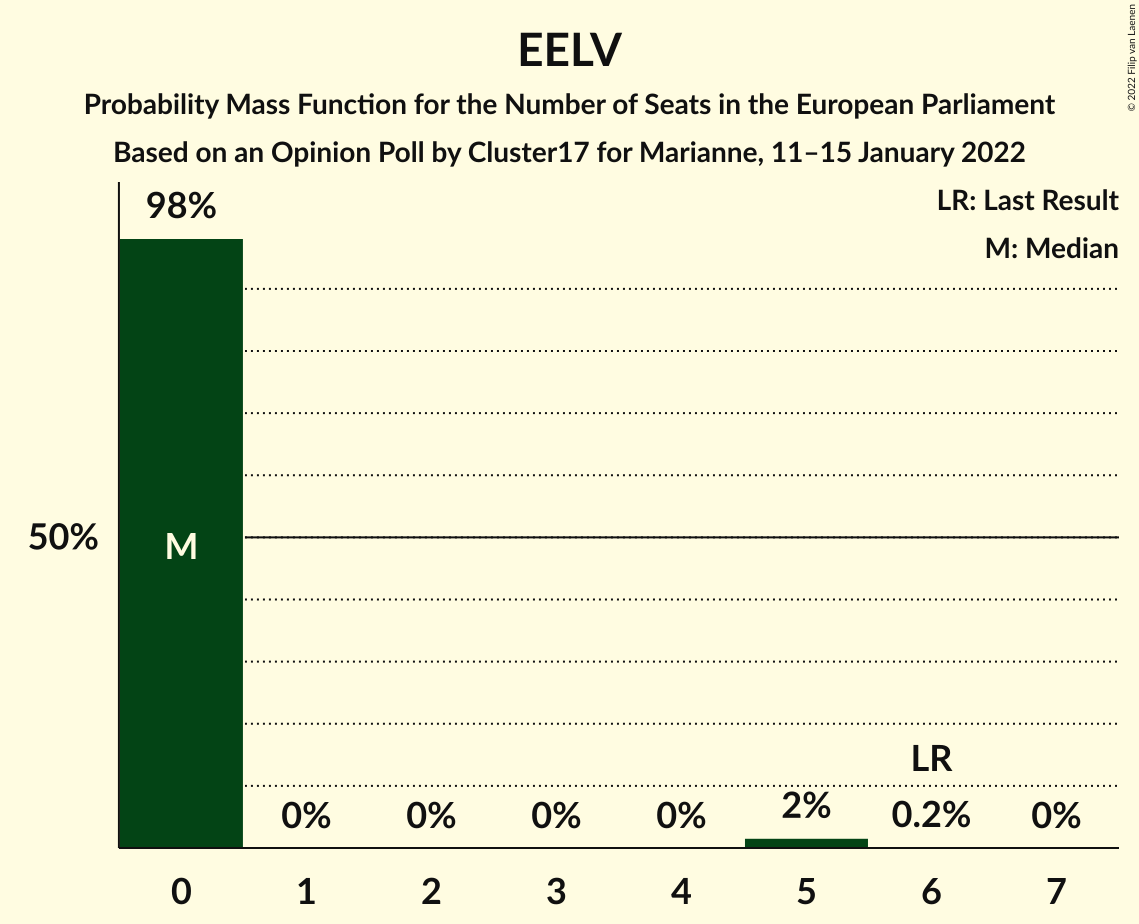 EELV
Probability Mass Function for the Number of Seats in the European Parliament
Based on an Opinion Poll by Cluster17 for Marianne, 11–15 January 2022
© 2022 Filip van Laenen
LR: Last Result
M: Median
98%
50%
M
LR
0% 0% 0% 0% 2% 0.2% 0%
0 1 2 3 4 5 6 7